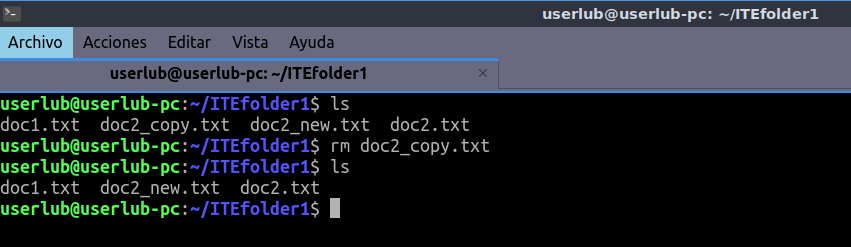 userlub@userlub-pc: ~/ITEfolder1
Archivo Acciones Editar Vista Ayuda
userlub@userlub-pc: ~/ITEfolder1 ×
userlub@userlub-pc:~/ITEfolder1$ ls
doc1.txt  doc2_copy.txt  doc2_new.txt  doc2.txt
userlub@userlub-pc:~/ITEfolder1$ rm doc2_copy.txt
userlub@userlub-pc:~/ITEfolder1$ ls
doc1.txt  doc2_new.txt  doc2.txt
userlub@userlub-pc:~/ITEfolder1$